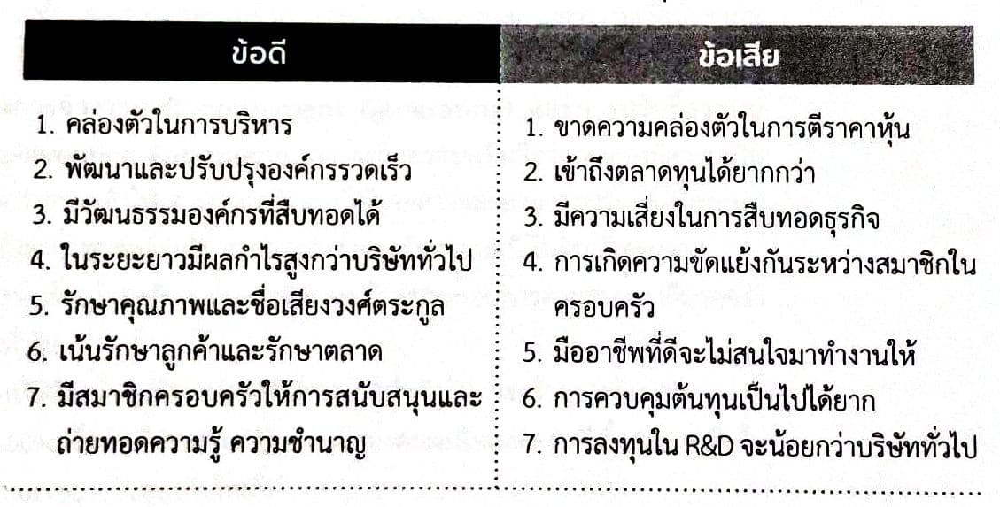 ข้อดี
1. คล่องตัวในการบริหาร
2. พัฒนาและปรับปรุงองค์กรรวดเร็ว
3. มีวัฒนธรรมองค์กรที่สืบทอดได้
4. ในระยะยาวมีผลกำไรสูงกว่าบริษัททั่วไป
5. รักษาคุณภาพและชื่อเสียงวงศ์ตระกูล
6. เน้นรักษาลูกค้าและรักษาตลาด
7. มีสมาชิกครอบครัวให้การสนับสนุนและ
ถ่ายทอดความรู้ ความชำนาญ
ข้อเสีย
1. ขาดความคล่องตัวในการตีราคาหุ้น
2. เข้าถึงตลาดทุนได้ยากกว่า
3. มีความเสี่ยงในการสืบทอดธุรกิจ
4. การเกิดความขัดแย้งกันระหว่างสมาชิกใน
ครอบครัว
5. มืออาชีพที่ดีจะไม่สนใจมาทำงานให้
6. การควบคุมต้นทุนเป็นไปได้ยาก
7. การลงทุนใน R&D จะน้อยกว่าบริษัททั่วไป